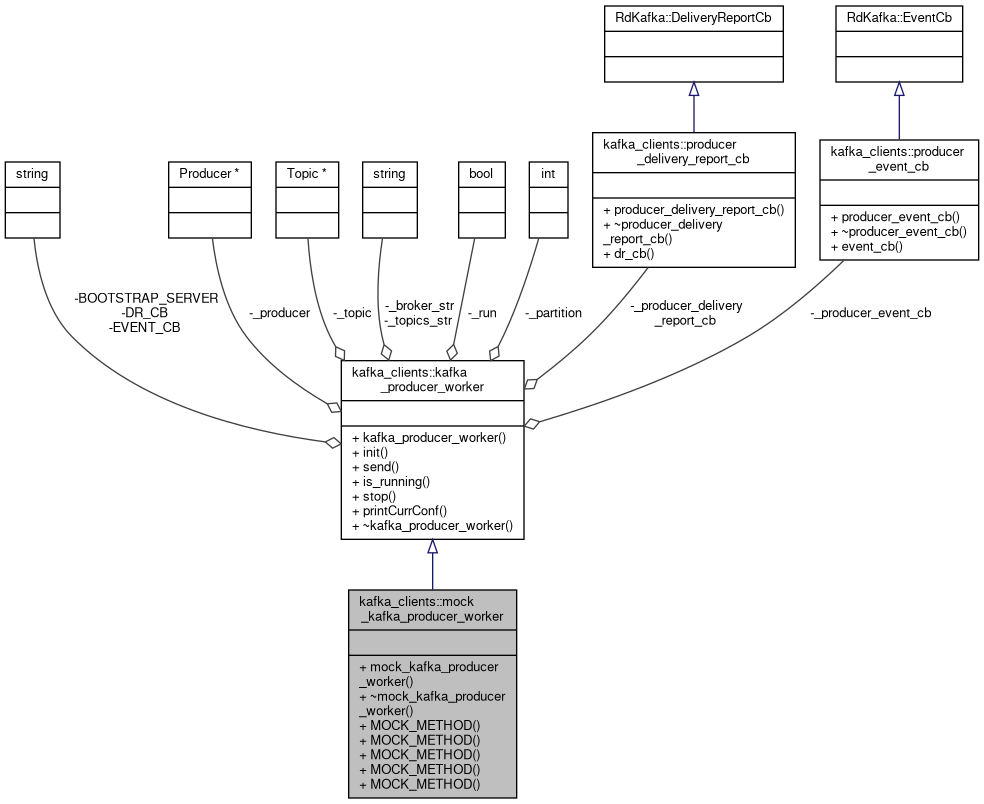 RdKafka::DeliveryReportCb
RdKafka::EventCb
kafka_clients::producer
_delivery_report_cb
+ producer_delivery_report_cb()
+ ~producer_delivery
_report_cb()
+ dr_cb()
kafka_clients::producer
_event_cb
+ producer_event_cb()
+ ~producer_event_cb()
+ event_cb()
string
Producer *
Topic *
string
bool
int
-BOOTSTRAP_SERVER
-DR_CB
-EVENT_CB
-_producer
-_topic
-_broker_str
-_topics_str
-_run
-_partition
-_producer_delivery
_report_cb
-_producer_event_cb
kafka_clients::kafka
_producer_worker
+ kafka_producer_worker()
+ init()
+ send()
+ is_running()
+ stop()
+ printCurrConf()
+ ~kafka_producer_worker()
kafka_clients::mock
_kafka_producer_worker
+ mock_kafka_producer
_worker()
+ ~mock_kafka_producer
_worker()
+ MOCK_METHOD()
+ MOCK_METHOD()
+ MOCK_METHOD()
+ MOCK_METHOD()
+ MOCK_METHOD()